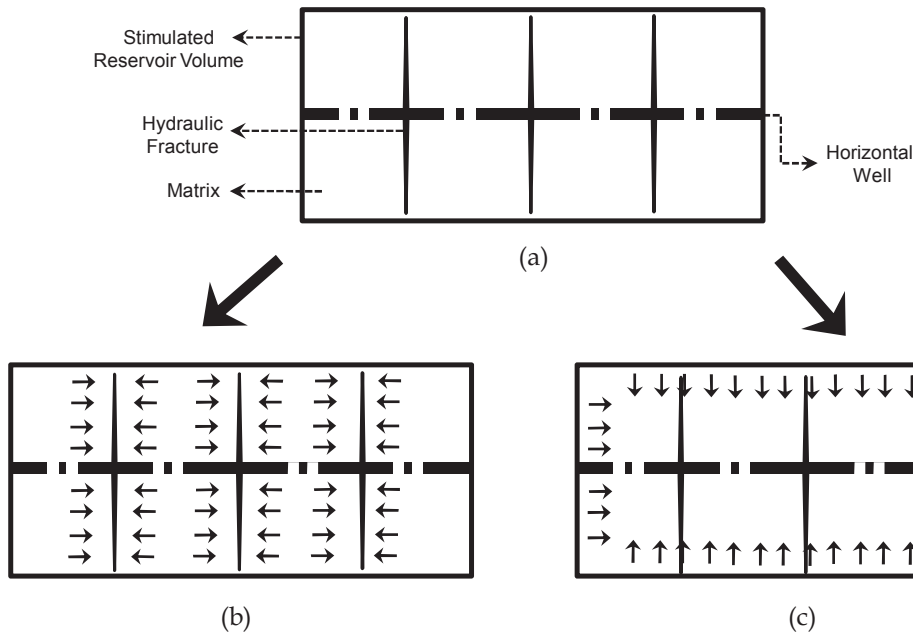 Stimulated
Reservoir Volume
Hydraulic
Fracture
Matrix
Horizontal
Well
(a)
(b)
(c)